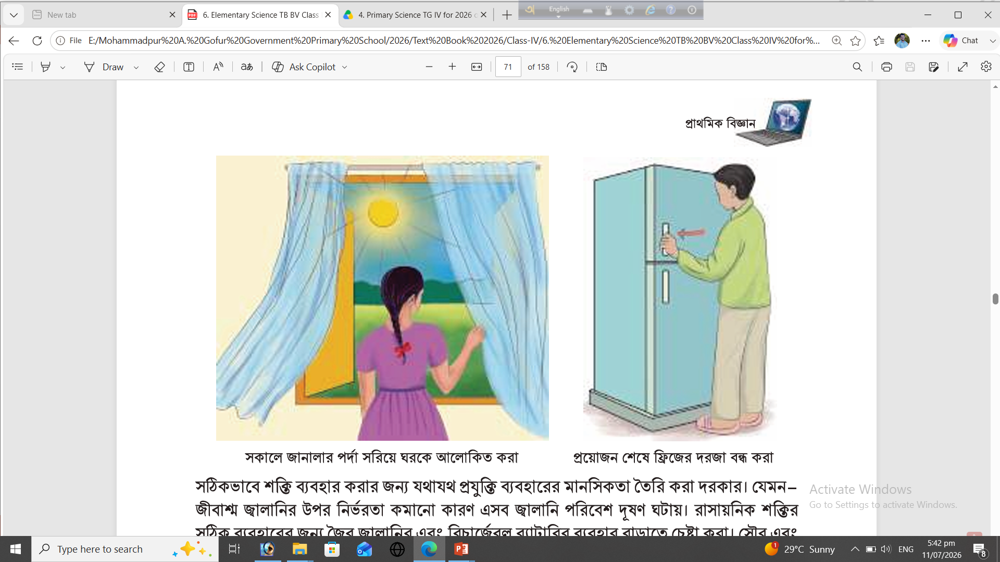 New tab
6. Elementary Science TB BV Class
4. Primary Science TG IV for 2026
English
File
E:/Mohammadpur%20A.%20Gofur%20Government%20Primary%20School/2026/Text%20Book%202026/Class-IV/6.%20Elementary%20Science%20TB%20BV%20Class%20IV%20for%...
Chat
Draw
Ask Copilot
71 of 158
প্রাথমিক বিজ্ঞান
সকালে জানালার পর্দা সরিয়ে ঘরকে আলোকিত করা
প্রয়োজন শেষে ফ্রিজের দরজা বন্ধ করা
সঠিকভাবে শক্তি ব্যবহার করার জন্য যথাযথ প্রযুক্তি ব্যবহারের মানসিকতা তৈরি করা দরকার। যেমন–
জীবাশ্ম জ্বালানির উপর নির্ভরতা কমানো কারণ এসব জ্বালানি পরিবেশ দূষণ ঘটায়। রাসায়নিক শক্তির
সঠিক ব্যবহারের জন্য জৈব জ্বালানির এবং রিচার্জেবল ব্যাটারির ব্যবহার বাড়াতে চেষ্টা করা। সৌর এবং
Activate Windows
Go to Settings to activate Windows.
Type here to search
1
29°C Sunny
ENG
5:42 pm
11/07/2026
8